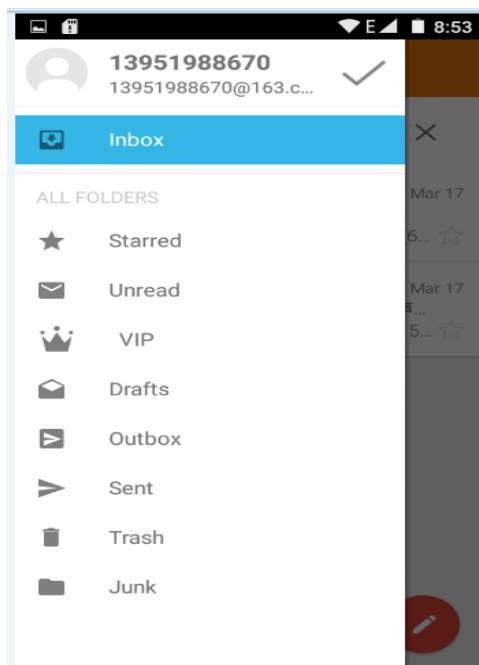 E 8:53
13951988670
13951988670@163.c...
Inbox
ALL FOLDERS
Mar 17
Starred
6...
Unread
Mar 17
VIP
5...
Drafts
Outbox
Sent
Trash
Junk